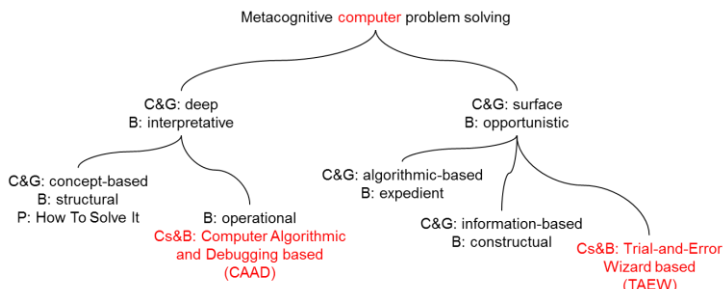 Metacognitive computer problem solving
C&G: deep
B: interpretative
C&G: surface
B: opportunistic
C&G: concept-based
B: structural
P: How To Solve It
B: operational
Cs&B: Computer Algorithmic
and Debugging based
(CAAD)
C&G: algorithmic-based
B: expedient
C&G: information-based
B: constructual
Cs&B: Trial-and-Error
Wizard based
(TAEW)